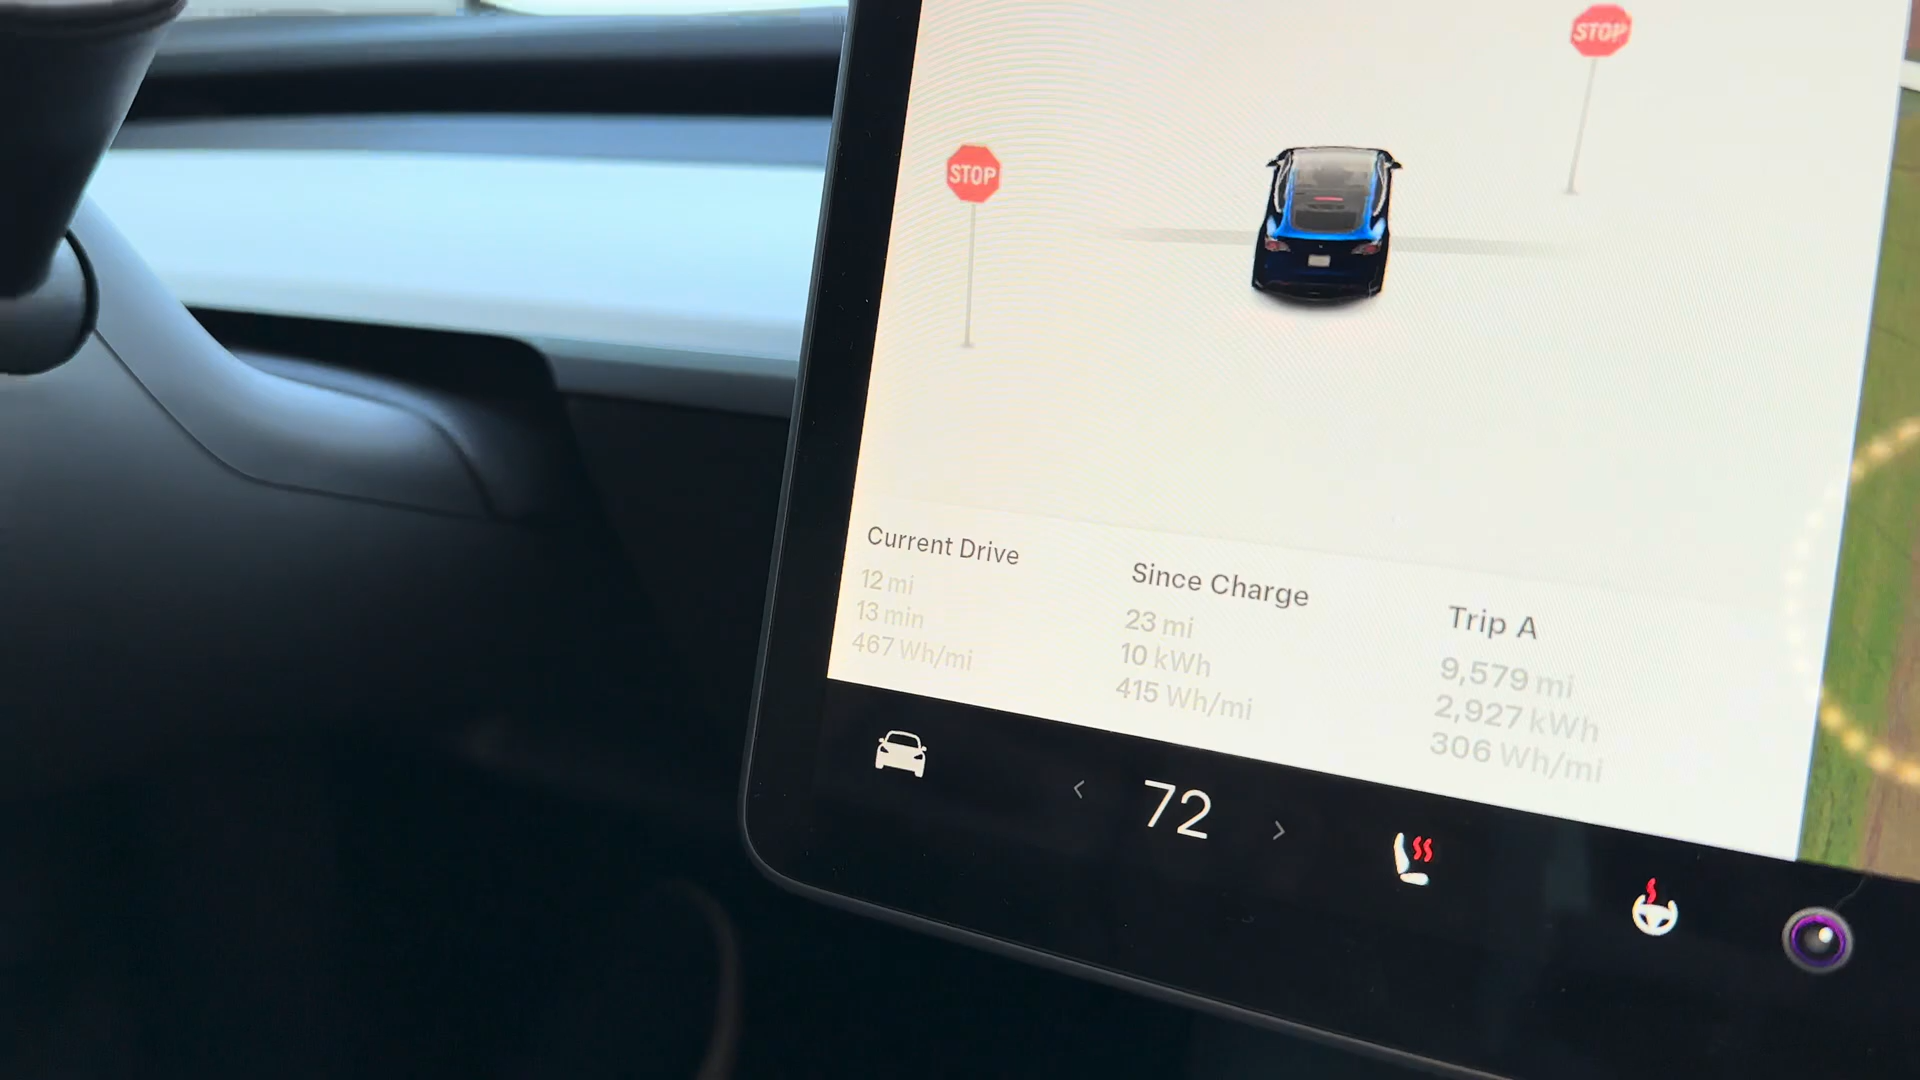 STOP
STOP
Current Drive
12 mi
13 min
467 Wh/mi
Since Charge
23 mi
10 kWh
415 Wh/mi
Trip A
9,579 mi
2,927 kWh
306 Wh/mi
72